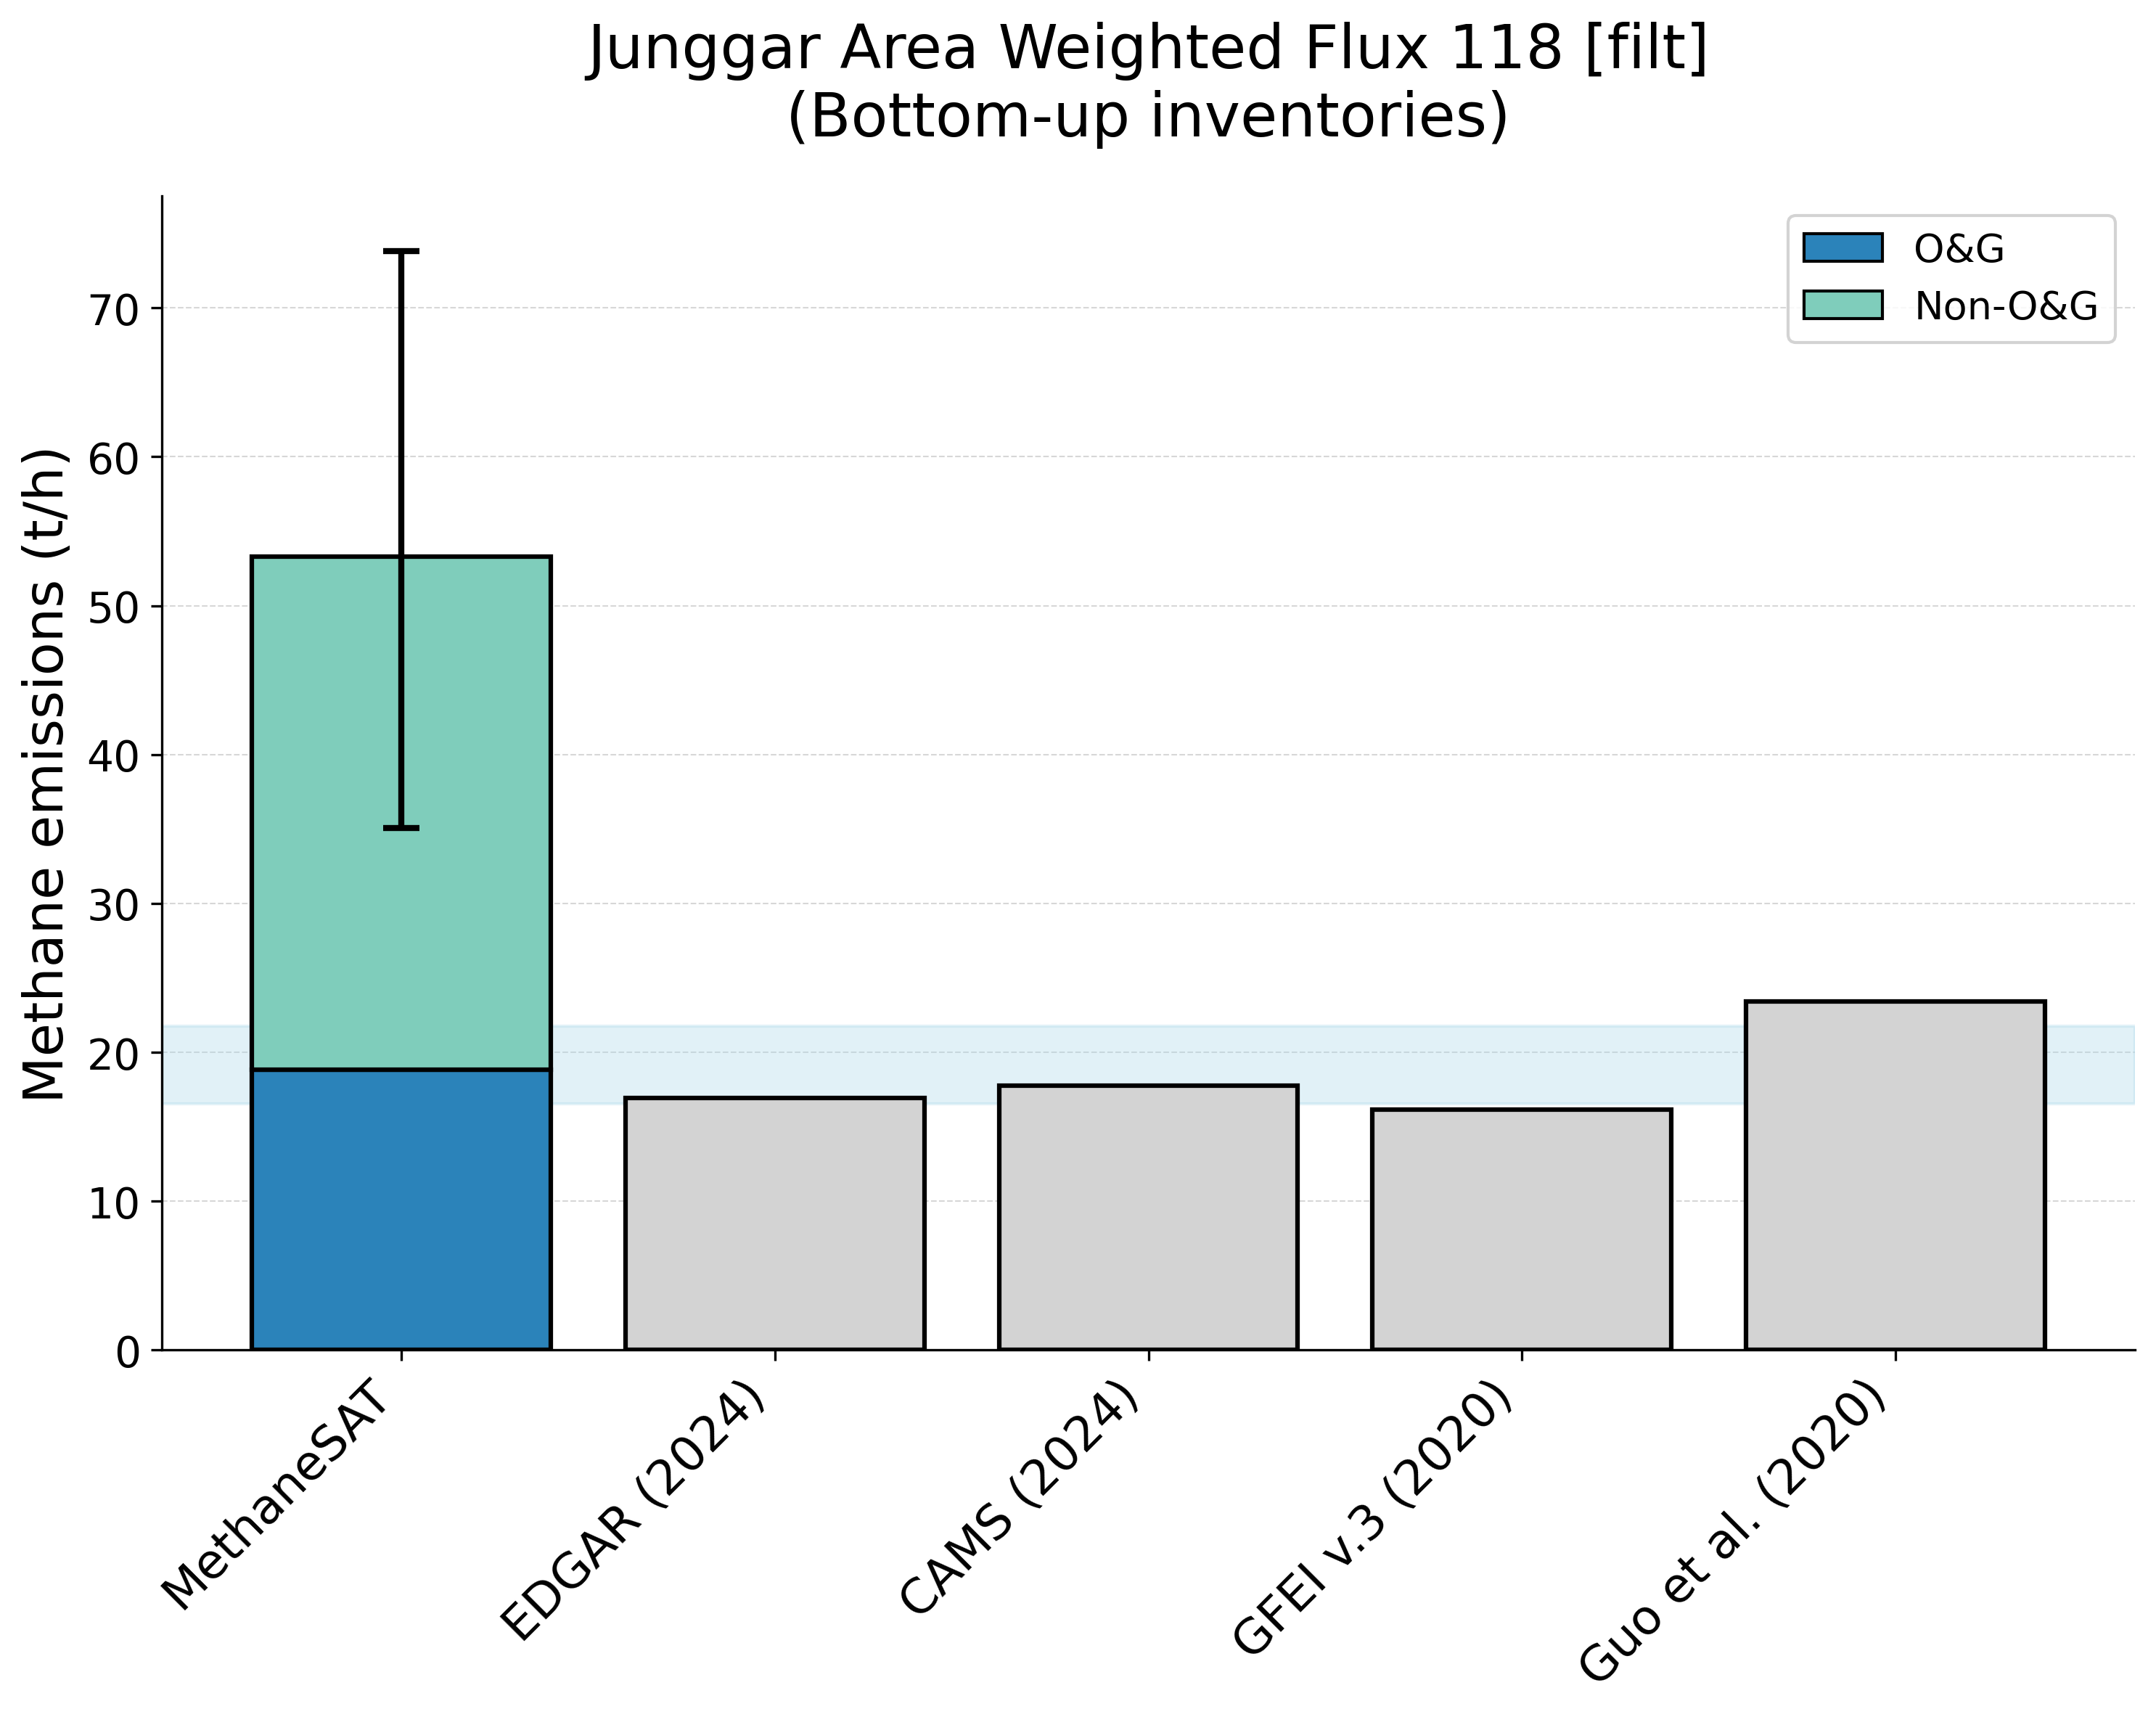 Junggar Area Weighted Flux 118 [filt]
(Bottom-up inventories)
O&G
Non-O&G
Methane emissions (t/h)
70
60
50
40
30
20
10
0
MethaneSAT
EDGAR (2024)
CAMS (2024)
GFEI v.3 (2020)
Guo et al. (2020)